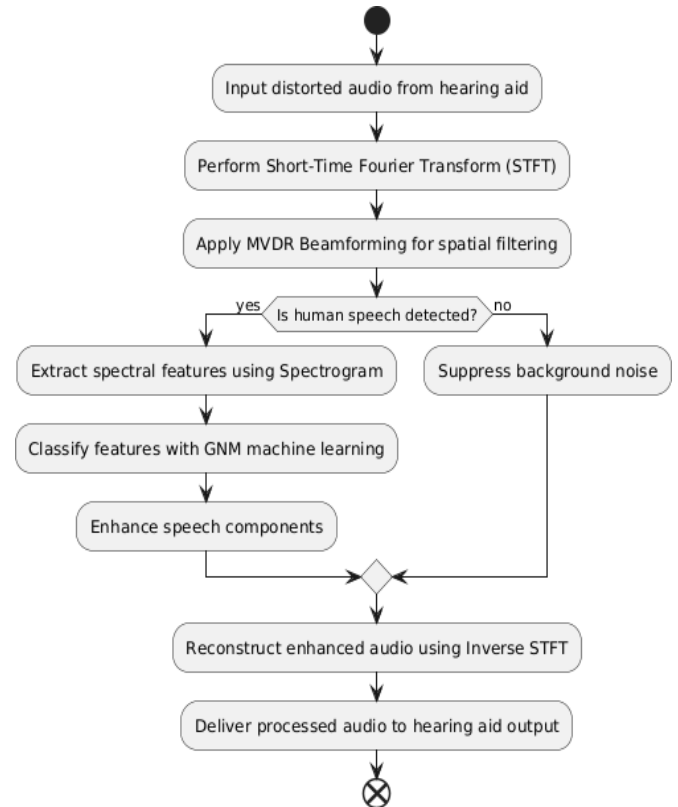 Input distorted audio from hearing aid
Perform Short-Time Fourier Transform (STFT)
Apply MVDR Beamforming for spatial filtering
Is human speech detected?
yes
no
Extract spectral features using Spectrogram
Suppress background noise
Classify features with GNM machine learning
Enhance speech components
Reconstruct enhanced audio using Inverse STFT
Deliver processed audio to hearing aid output